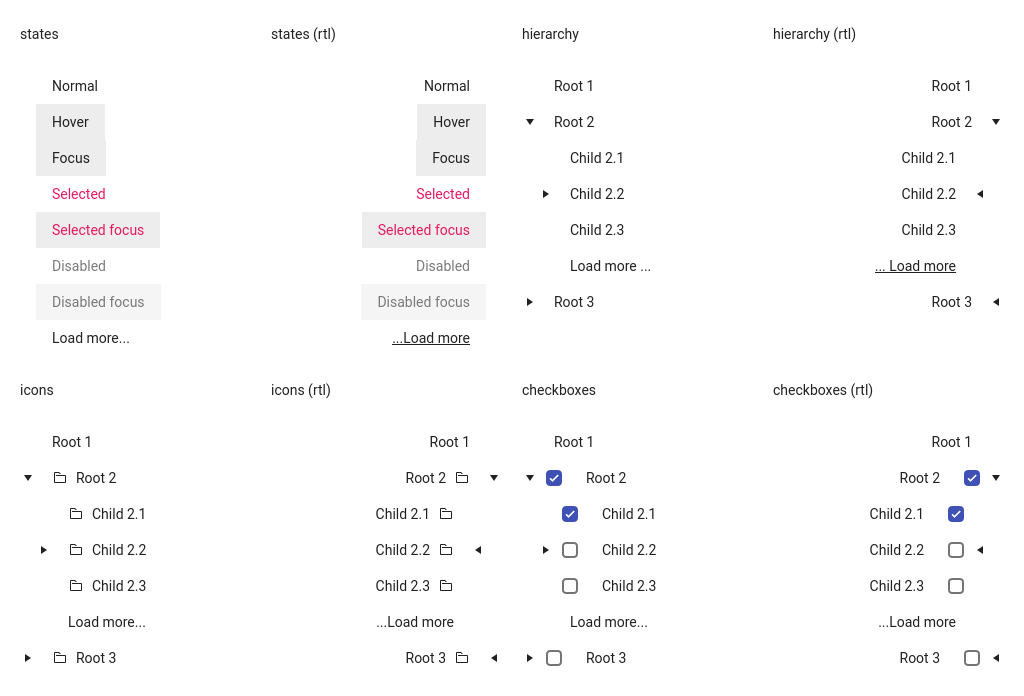 states
Normal
Hover
Focus
Selected
Selected focus
Disabled
Disabled focus
Load more...
states (rtl)
Normal
Hover
Focus
Selected
Selected focus
Disabled
Disabled focus
...Load more
hierarchy
Root 1
Root 2
Child 2.1
Child 2.2
Child 2.3
Load more ...
Root 3
hierarchy (rtl)
Root 1
Root 2
Child 2.1
Child 2.2
Child 2.3
... Load more
Root 3
icons
Root 1
Root 2
Child 2.1
Child 2.2
Child 2.3
Load more...
Root 3
icons (rtl)
Root 1
Root 2
Child 2.1
Child 2.2
Child 2.3
...Load more
Root 3
checkboxes
Root 1
Root 2
Child 2.1
Child 2.2
Child 2.3
Load more...
Root 3
checkboxes (rtl)
Root 1
Root 2
Child 2.1
Child 2.2
Child 2.3
...Load more
Root 3